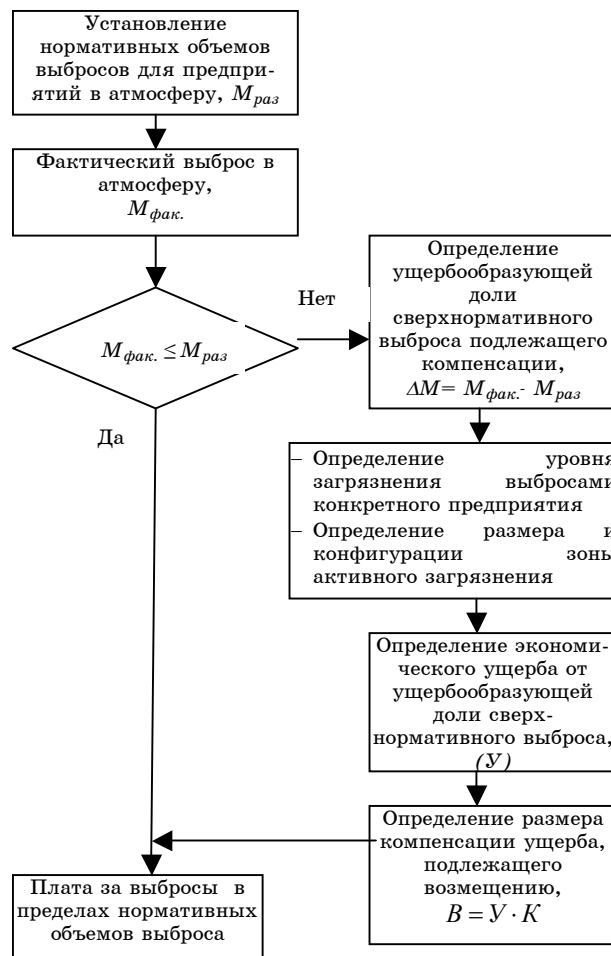 Установление
нормативных объемов
выбросов для предпри-
ятий в атмосферу, Mраз
Фактический выброс в
атмосферу,
Mфак.
Mфак. ≤ Mраз
Нет
Да
Определение
ущербообразующей
доли
сверхнормативного
выброса подлежащего
компенсации,
ΔM= Mфак.- Mраз
– Определение уровня
загрязнения выбросами
конкретного предприятия
– Определение размера и
конфигурации зоны
активного загрязнения
Определение экономи-
ческого ущерба от
ущербообразующей
доли сверх-
нормативного выброса,
(У)
Определение размера
компенсации ущерба,
подлежащего
возмещению,
B = У · K
Плата за выбросы в
пределах нормативных
объемов выброса